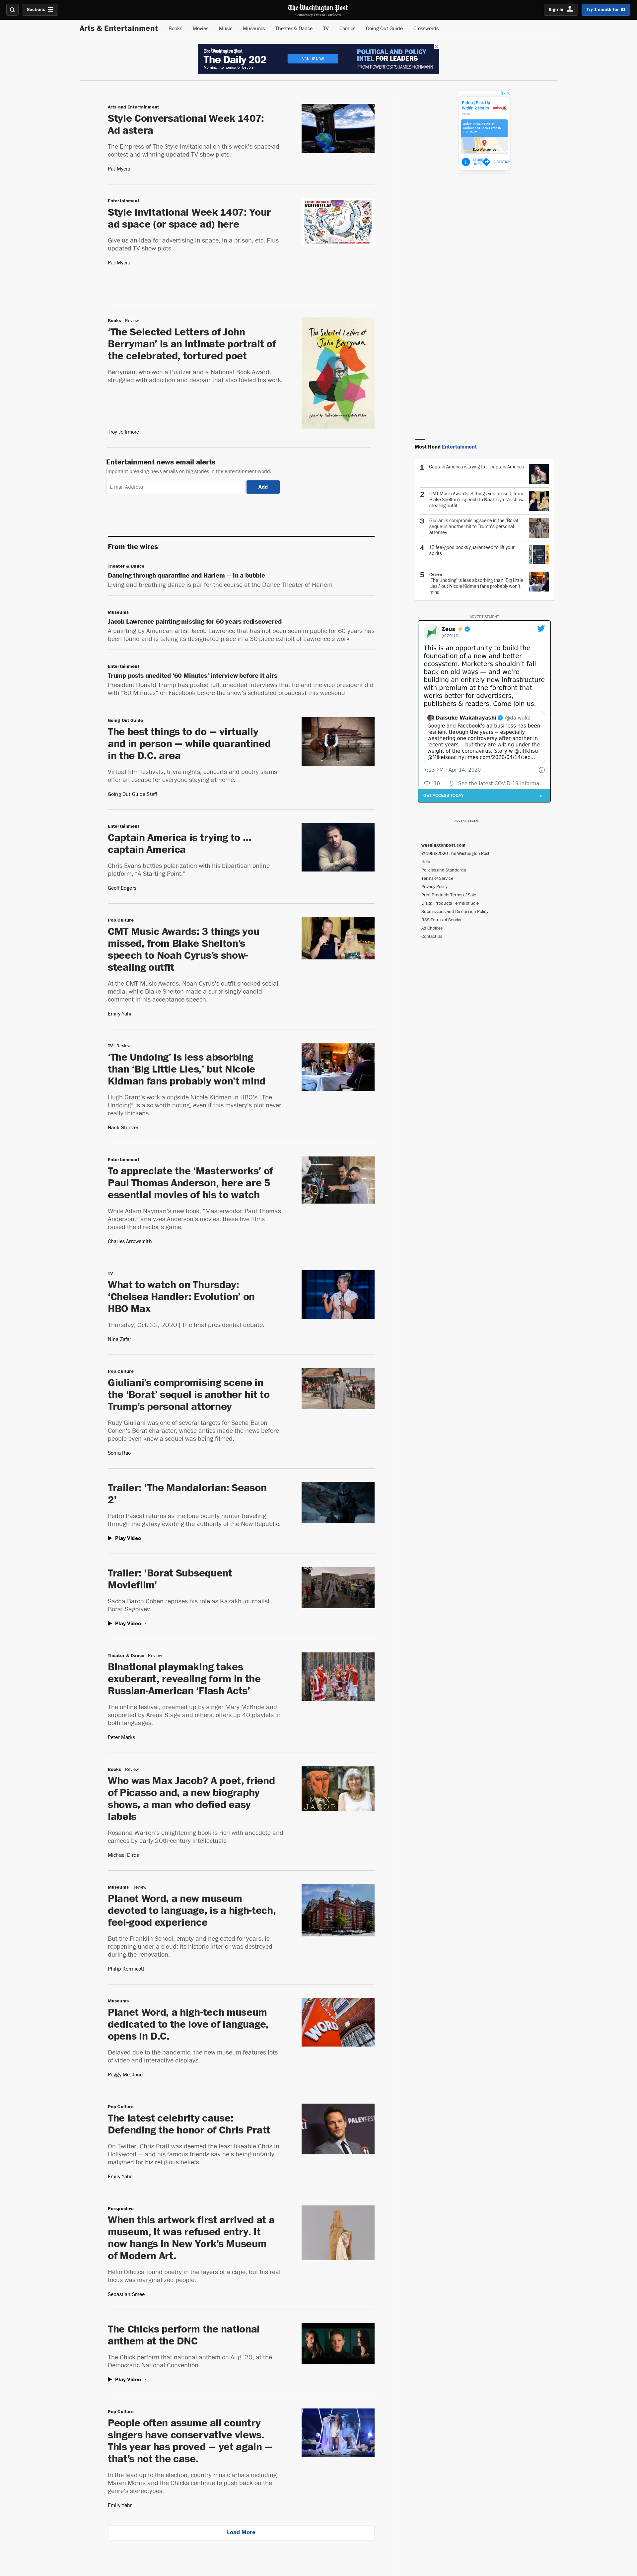 Sections
The Washington Post
Democracy Dies in Darkness
Sign In
Try 1 month for $1
Arts & Entertainment
Books
Movies
Music
Museums
Theater & Dance
TV
Comics
Going Out Guide
Crosswords
The Washington Post
The Daily 202
Morning intelligence for leaders
SIGN UP NOW
POLITICAL AND POLICY
INTEL FOR LEADERS
FROM POWERPOST'S JAMES HOHMANN
Arts and Entertainment
Style Conversational Week 1407:
Ad astera
The Empress of The Style Invitational on this week's space-ad
contest and winning updated TV show plots.
Pat Myers
Entertainment
Style Invitational Week 1407: Your
ad space (or space ad) here
Give us an idea for advertising in space, in a prison, etc. Plus
updated TV show plots.
Pat Myers
Books Review
‘The Selected Letters of John
Berryman’ is an intimate portrait of
the celebrated, tortured poet
Berryman, who won a Pulitzer and a National Book Award,
struggled with addiction and despair that also fueled his work.
Troy Jollimore
The Selected Letters of
John Berryman
Entertainment news email alerts
Important breaking news emails on big stories in the entertainment world.
E-mail Address
Add
From the wires
Theater & Dance
Dancing through quarantine and Harlem — in a bubble
Living and breathing dance is par for the course at the Dance Theater of Harlem
Museums
Jacob Lawrence painting missing for 60 years rediscovered
A painting by American artist Jacob Lawrence that has not been seen in public for 60 years has
been found and is taking its designated place in a 30-piece exhibit of Lawrence's work
Entertainment
Trump posts unedited ‘60 Minutes’ interview before it airs
President Donald Trump has posted full, unedited interviews that he and the vice president did
with “60 Minutes” on Facebook before the show's scheduled broadcast this weekend
Going Out Guide
The best things to do — virtually
and in person — while quarantined
in the D.C. area
Virtual film festivals, trivia nights, concerts and poetry slams
offer an escape for everyone staying at home.
Going Out Guide Staff
Entertainment
Captain America is trying to ...
captain America
Chris Evans battles polarization with his bipartisan online
platform, “A Starting Point.”
Geoff Edgers
Pop Culture
CMT Music Awards: 3 things you
missed, from Blake Shelton’s
speech to Noah Cyrus’s show-
stealing outfit
At the CMT Music Awards, Noah Cyrus's outfit shocked social
media, while Blake Shelton made a surprisingly candid
comment in his acceptance speech.
Emily Yahr
TV Review
‘The Undoing’ is less absorbing
than ‘Big Little Lies,’ but Nicole
Kidman fans probably won’t mind
Hugh Grant's work alongside Nicole Kidman in HBO's “The
Undoing” is also worth noting, even if this mystery's plot never
really thickens.
Hank Stuever
Entertainment
To appreciate the ‘Masterworks’ of
Paul Thomas Anderson, here are 5
essential movies of his to watch
While Adam Nayman's new book, “Masterworks: Paul Thomas
Anderson,” analyzes Anderson's movies, these five films
raised the director's game.
Charles Arrowsmith
TV
What to watch on Thursday:
‘Chelsea Handler: Evolution’ on
HBO Max
Thursday, Oct. 22, 2020 | The final presidential debate.
Nina Zafar
Pop Culture
Giuliani’s compromising scene in
the ‘Borat’ sequel is another hit to
Trump’s personal attorney
Rudy Giuliani was one of several targets for Sacha Baron
Cohen's Borat character, whose antics made the news before
people even knew a sequel was being filmed.
Sonia Rao
Trailer: 'The Mandalorian: Season
2'
Pedro Pascal returns as the lone bounty hunter traveling
through the galaxy evading the authority of the New Republic.
Play Video
Trailer: 'Borat Subsequent
Moviefilm'
Sacha Baron Cohen reprises his role as Kazakh journalist
Borat Sagdiyev.
Play Video
Theater & Dance Review
Binational playmaking takes
exuberant, revealing form in the
Russian-American ‘Flash Acts’
The online festival, dreamed up by singer Mary McBride and
supported by Arena Stage and others, offers up 40 playlets in
both languages.
Peter Marks
Books Review
Who was Max Jacob? A poet, friend
of Picasso and, a new biography
shows, a man who defied easy
labels
Rosanna Warren's enlightening book is rich with anecdote and
cameos by early 20th-century intellectuals
Michael Dirda
MAX
JACOB
Museums Review
Planet Word, a new museum
devoted to language, is a high-tech,
feel-good experience
But the Franklin School, empty and neglected for years, is
reopening under a cloud: Its historic interior was destroyed
during the renovation.
Philip Kennicott
Museums
Planet Word, a high-tech museum
dedicated to the love of language,
opens in D.C.
Delayed due to the pandemic, the new museum features lots
of video and interactive displays.
Peggy McGlone
WORD
Pop Culture
The latest celebrity cause:
Defending the honor of Chris Pratt
On Twitter, Chris Pratt was deemed the least likeable Chris in
Hollywood — and his famous friends say he's being unfairly
maligned for his religious beliefs.
Emily Yahr
PALEYFEST
Perspective
When this artwork first arrived at a
museum, it was refused entry. It
now hangs in New York’s Museum
of Modern Art.
Hélio Oiticica found poetry in the layers of a cape, but his real
focus was marginalized people.
Sebastian Smee
The Chicks perform the national
anthem at the DNC
The Chick perform that national anthem on Aug. 20, at the
Democratic National Convention.
Play Video
Pop Culture
People often assume all country
singers have conservative views.
This year has proved — yet again —
that’s not the case.
In the lead-up to the election, country music artists including
Maren Morris and the Chicks continue to push back on the
genre's stereotypes.
Emily Yahr
Load More
Petco | Pick Up
Within 2 Hours
Petco
East Wenatchee
STORE INFO
DIRECTIONS
Most Read Entertainment
1 Captain America is trying to ... captain America
2 CMT Music Awards: 3 things you missed, from
Blake Shelton’s speech to Noah Cyrus’s show
stealing outfit
3 Giuliani’s compromising scene in the ‘Borat’
sequel is another hit to Trump’s personal
attorney
4 15 feel-good books guaranteed to lift your
spirits
5 Review
‘The Undoing’ is less absorbing than ‘Big Little
Lies,’ but Nicole Kidman fans probably won’t
mind
ADVERTISEMENT
Zeus
@zeus
This is an opportunity to build the
foundation of a new and better
ecosystem. Marketers shouldn't fall
back on old ways — and we're
building an entirely new infrastructure
with premium at the forefront that
works better for advertisers,
publishers & readers. Come join us.
Daisuke Wakabayashi @daiwaka
Google and Facebook's ad business has been
resilient through the years -- especially
weathering one controversy after another in
recent years -- but they are wilting under the
weight of the coronavirus. Story w @tiffkhsu
@MikeIsaac nytimes.com/2020/04/14/tec...
7:13 PM · Apr 14, 2020
10 See the latest COVID-19 informa...
GET ACCESS TODAY
ADVERTISEMENT
washingtonpost.com
© 1996-2020 The Washington Post
Help
Policies and Standards
Terms of Service
Privacy Policy
Print Products Terms of Sale
Digital Products Terms of Sale
Submissions and Discussion Policy
RSS Terms of Service
Ad Choices
Contact Us